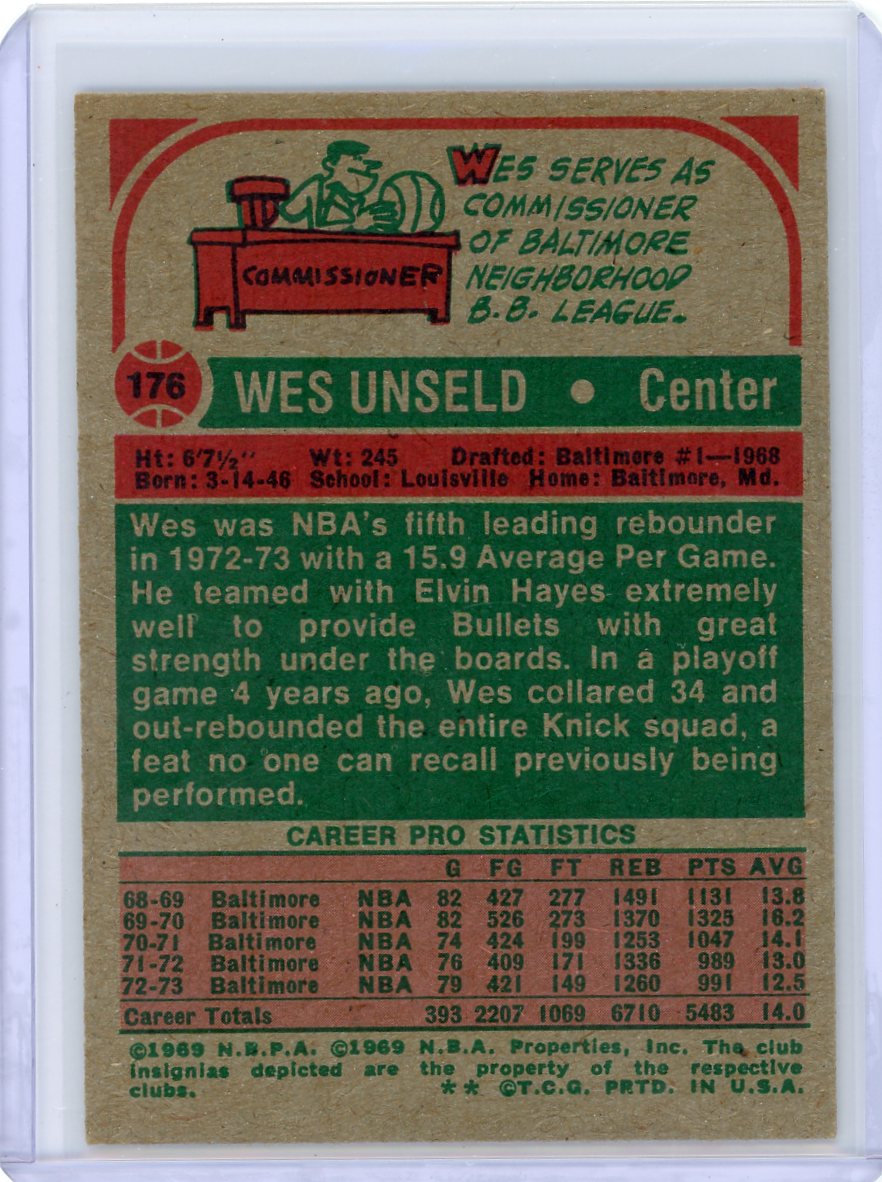 WES SERVES AS
COMMISSIONER
OF BALTIMORE
NEIGHBORHOOD
B.B. LEAGUE.
COMMISSIONER
176 WES UNSELD • Center
Ht: 6'7½" Wt: 245 Drafted: Baltimore #1—1968
Born: 3-14-46 School: Louisville Home: Baltimore, Md.
Wes was NBA's fifth leading rebounder
in 1972-73 with a 15.9 Average Per Game.
He teamed with Elvin Hayes extremely
well to provide Bullets with great
strength under the boards. In a playoff
game 4 years ago, Wes collared 34 and
out-rebounded the entire Knick squad, a
feat no one can recall previously being
performed.
CAREER PRO STATISTICS
G FG FT REB PTS AVG
68-69 Baltimore NBA 82 427 277 1491 1131 13.8
69-70 Baltimore NBA 82 526 273 1370 1325 16.2
70-71 Baltimore NBA 74 424 199 1253 1047 14.1
71-72 Baltimore NBA 76 409 171 1336 989 13.0
72-73 Baltimore NBA 79 421 149 1260 991 12.5
Career Totals 393 2207 1069 6710 5483 14.0
©1969 N.B.P.A. ©1969 N.B.A. Properties, Inc. The club
insignias depicted are the property of the respective
clubs. ** ©T.C.G. PRTD. IN U.S.A.